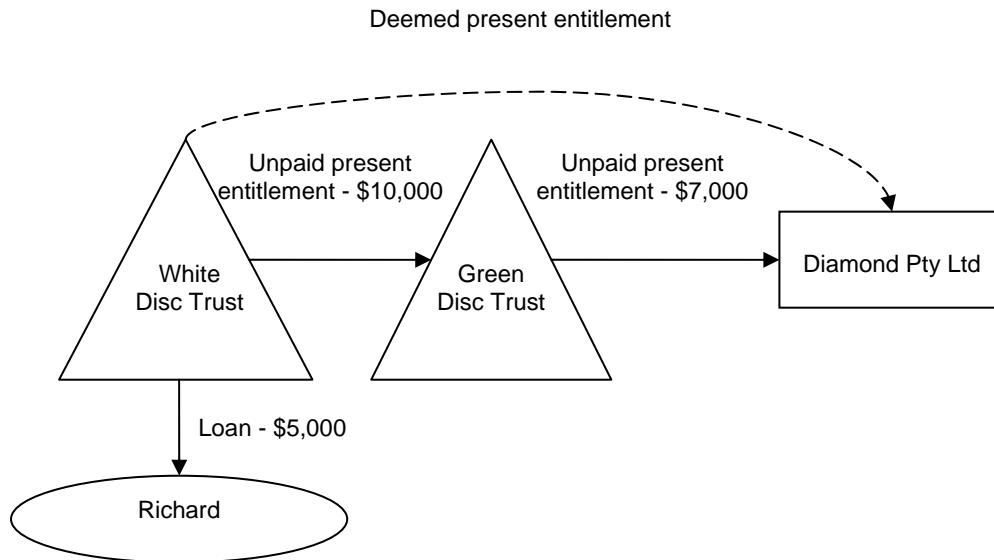 Deemed present entitlement
Unpaid present
entitlement - $10,000
Unpaid present
entitlement - $7,000
White
Disc Trust
Green
Disc Trust
Diamond Pty Ltd
Loan - $5,000
Richard